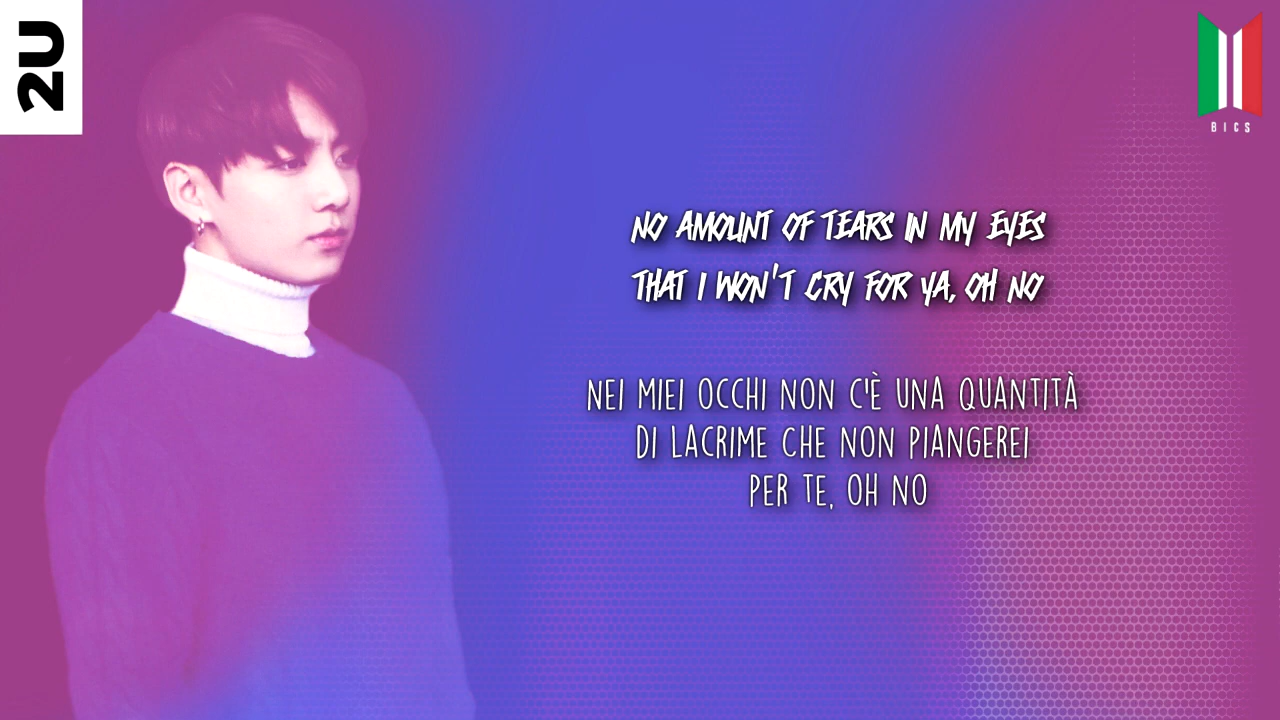 2U
BICS
NO AMOUNT OF TEARS IN MY EYES
THAT I WON'T CRY FOR YA, OH NO
NEI MIEI OCCHI NON C'È UNA QUANTITÀ
DI LACRIME CHE NON PIANGEREI
PER TE, OH NO